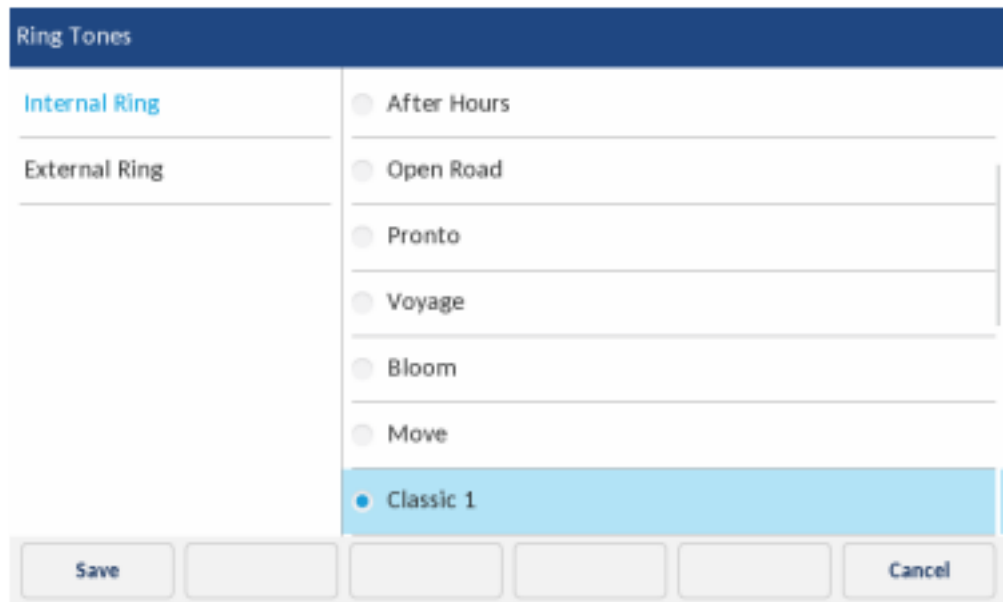 Ring Tones
Internal Ring
External Ring
After Hours
Open Road
Pronto
Voyage
Bloom
Move
Classic 1
Save
Cancel